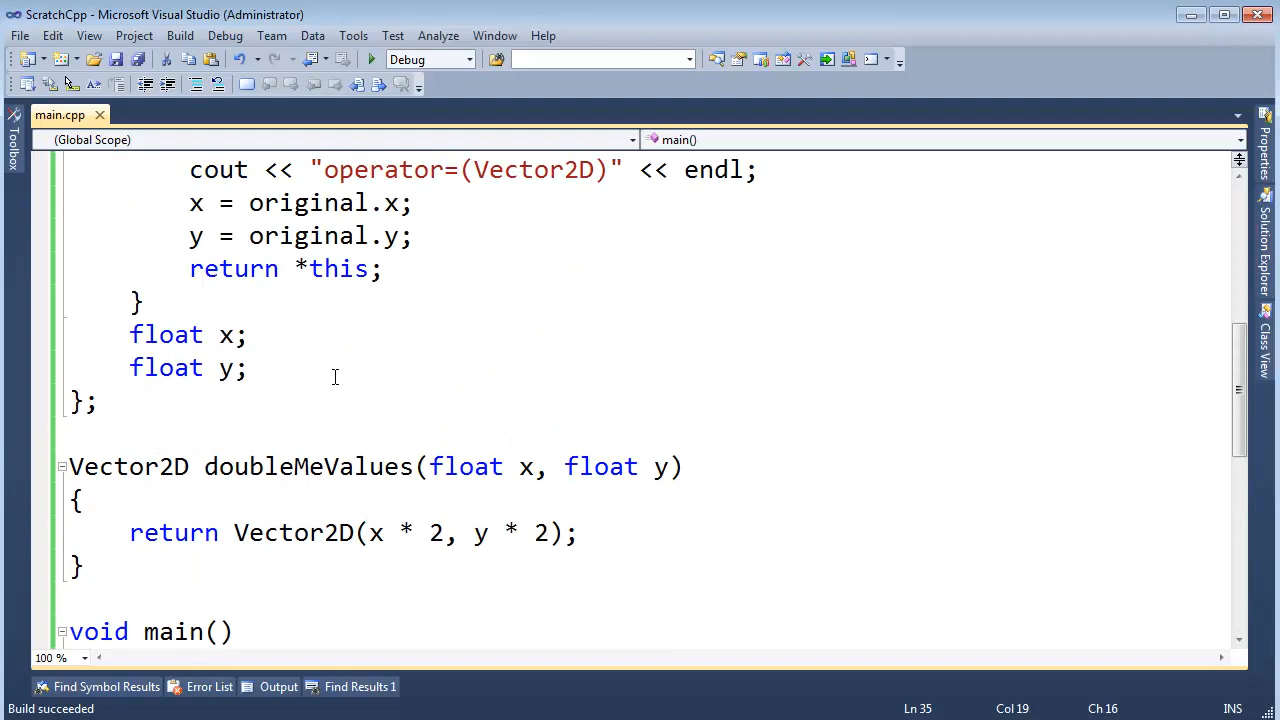 ScratchCpp - Microsoft Visual Studio (Administrator)
File Edit View Project Build Debug Team Data Tools Test Analyze Window Help
Debug
main.cpp
(Global Scope) main()
Toolbox
Properties
Solution Explorer
Class View
cout << "operator=(Vector2D)" << endl;
x = original.x;
y = original.y;
return *this;
}
float x;
float y;
};
Vector2D doubleMeValues(float x, float y)
{
return Vector2D(x * 2, y * 2);
}
void main()
100 %
Find Symbol Results Error List Output Find Results 1
Build succeeded Ln 35 Col 19 Ch 16 INS